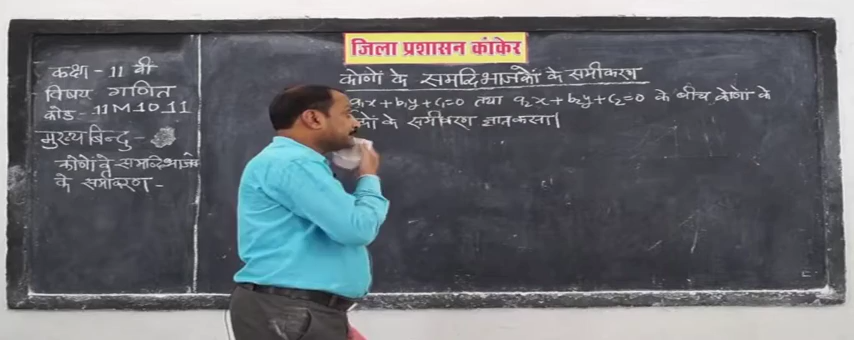 जिला प्रशासन कांकेर
कक्षा - 11 वी
विषय गणित
कोड - 11M1011
मुख्य बिन्दु -
कोणों के समद्विभाजकों
के समीकरण -
कोणों के समद्विभाजकों के समीकरण
a₁x + b₁y + c₁=0 तथा a₂x + b₂y + c₂=0 के बीच कोणों के
के समीकरण ज्ञात करना।